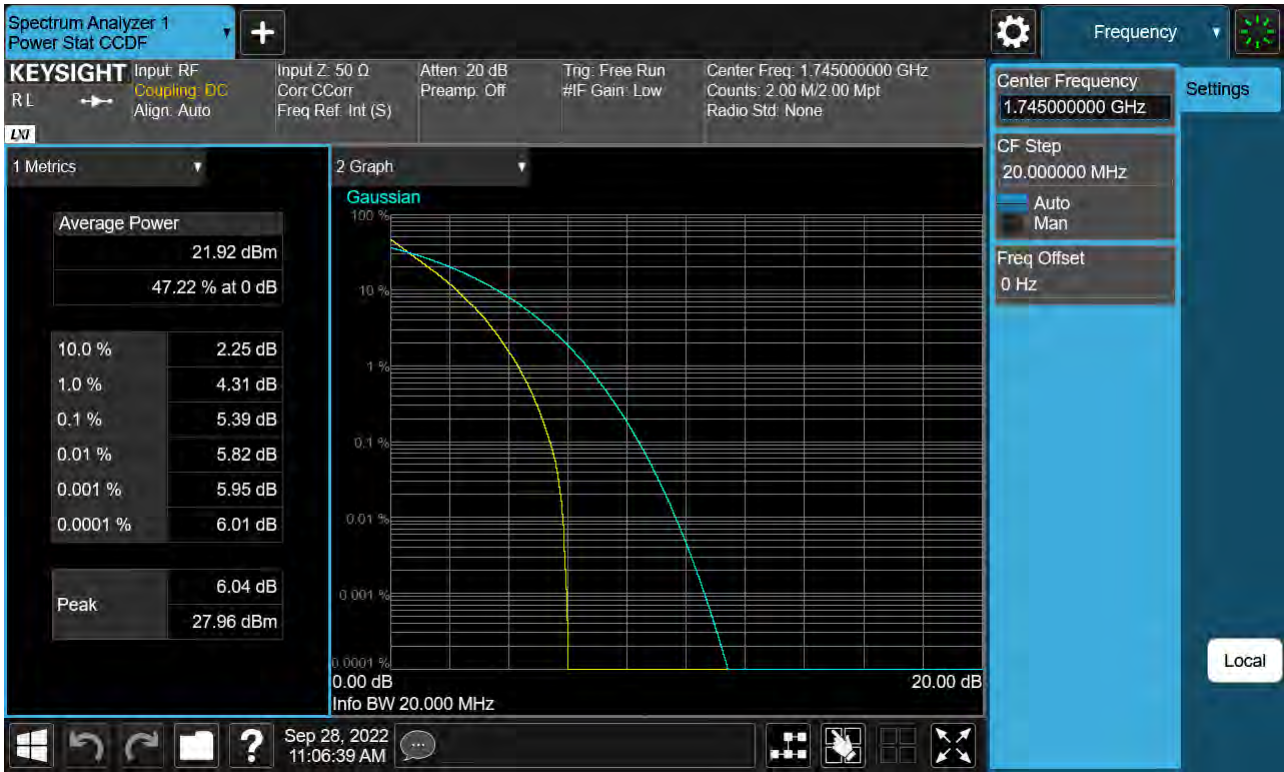 Spectrum Analyzer 1
Power Stat CCDF
Frequency
KEYSIGHT
RL
LXI
Input: RF
Coupling: DC
Align: Auto
Input Z: 50 Ω
Corr CCorr
Freq Ref: Int (S)
Atten: 20 dB
Preamp: Off
Trig: Free Run
#IF Gain: Low
Center Freq: 1.745000000 GHz
Counts: 2.00 M/2.00 Mpt
Radio Std: None
Center Frequency
1.745000000 GHz
Settings
CF Step
20.000000 MHz
Auto
Man
Freq Offset
0 Hz
1 Metrics
Average Power
21.92 dBm
47.22 % at 0 dB
10.0 % 2.25 dB
1.0 % 4.31 dB
0.1 % 5.39 dB
0.01 % 5.82 dB
0.001 % 5.95 dB
0.0001 % 6.01 dB
Peak
6.04 dB
27.96 dBm
2 Graph
Gaussian
100 %
10 %
1 %
0.1 %
0.01 %
0.001 %
0.0001 %
0.00 dB 20.00 dB
Info BW 20.000 MHz
Local
?
Sep 28, 2022
11:06:39 AM